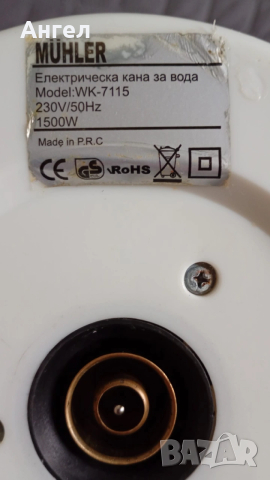 Ангел
MUHLER
Електрическа кана за вода
Model:WK-7115
230V/50Hz
1500W
Made in P.R.C
CE GS RoHS
BAZAR